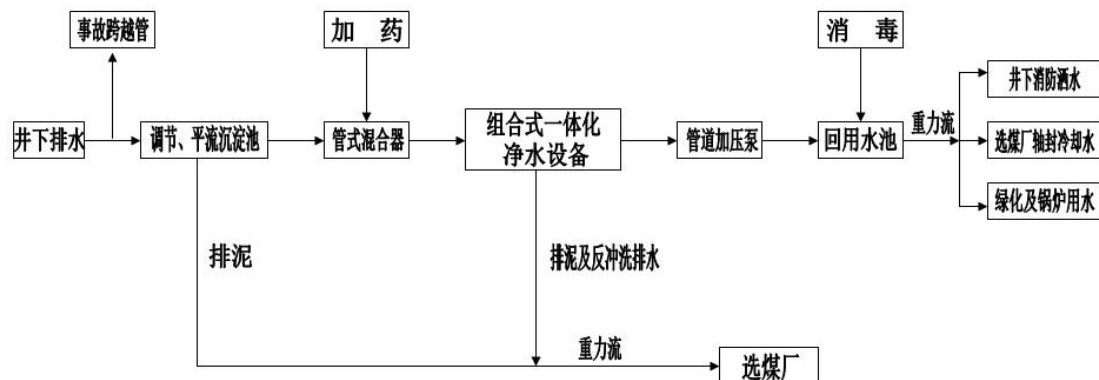 事故跨越管
加 药
消 毒
井下消防洒水
井下排水
调节、平流沉淀池
管式混合器
组合式一体化
净水设备
管道加压泵
回用水池
重力流
选煤厂轴封冷却水
绿化及锅炉用水
排泥
排泥及反冲洗排水
重力流
选煤厂